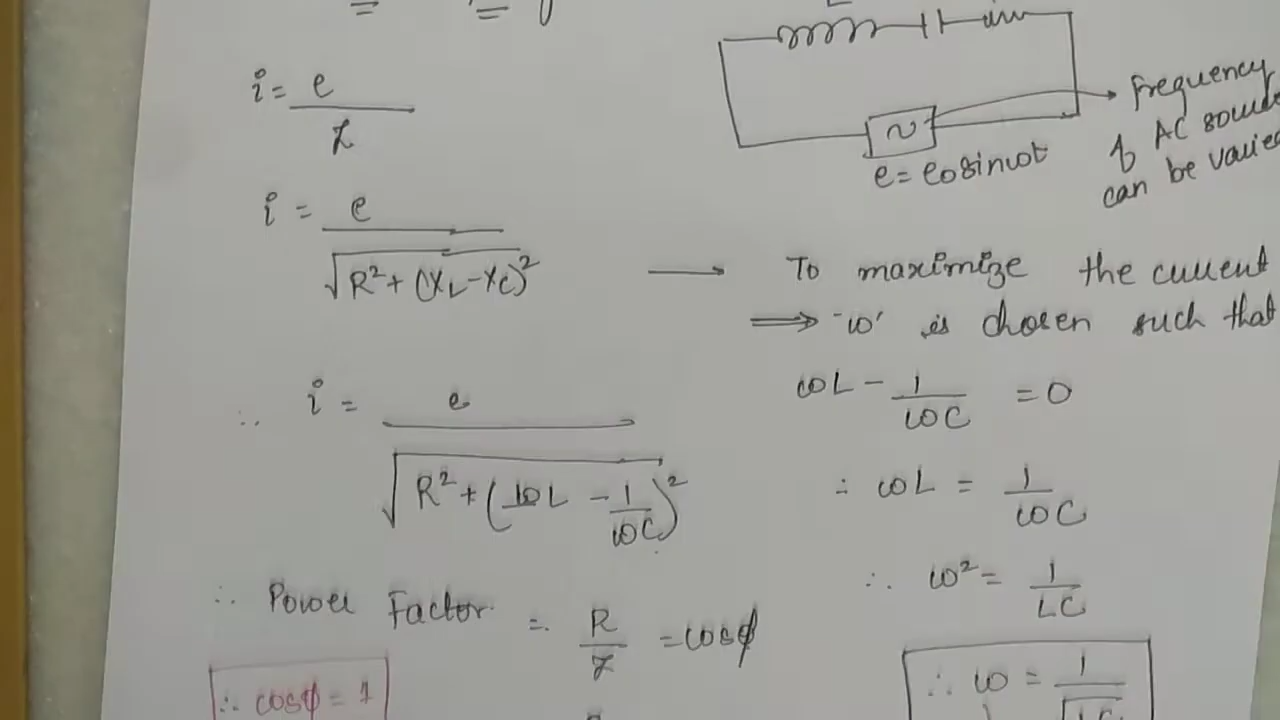 i = e / Z
i = e / √R² + (XL - XC)²
∴ i = e / √R² + (ωL - 1/ωC)²
∴ Power Factor = R/Z = cosφ
∴ cosφ = 1
e = e0sinωt
Frequency
of AC source
can be varied
→ To maximize the current
⟹ 'ω' is chosen such that
ωL - 1/ωC = 0
∴ ωL = 1/ωC
∴ ω² = 1/LC
∴ ω = 1/√LC